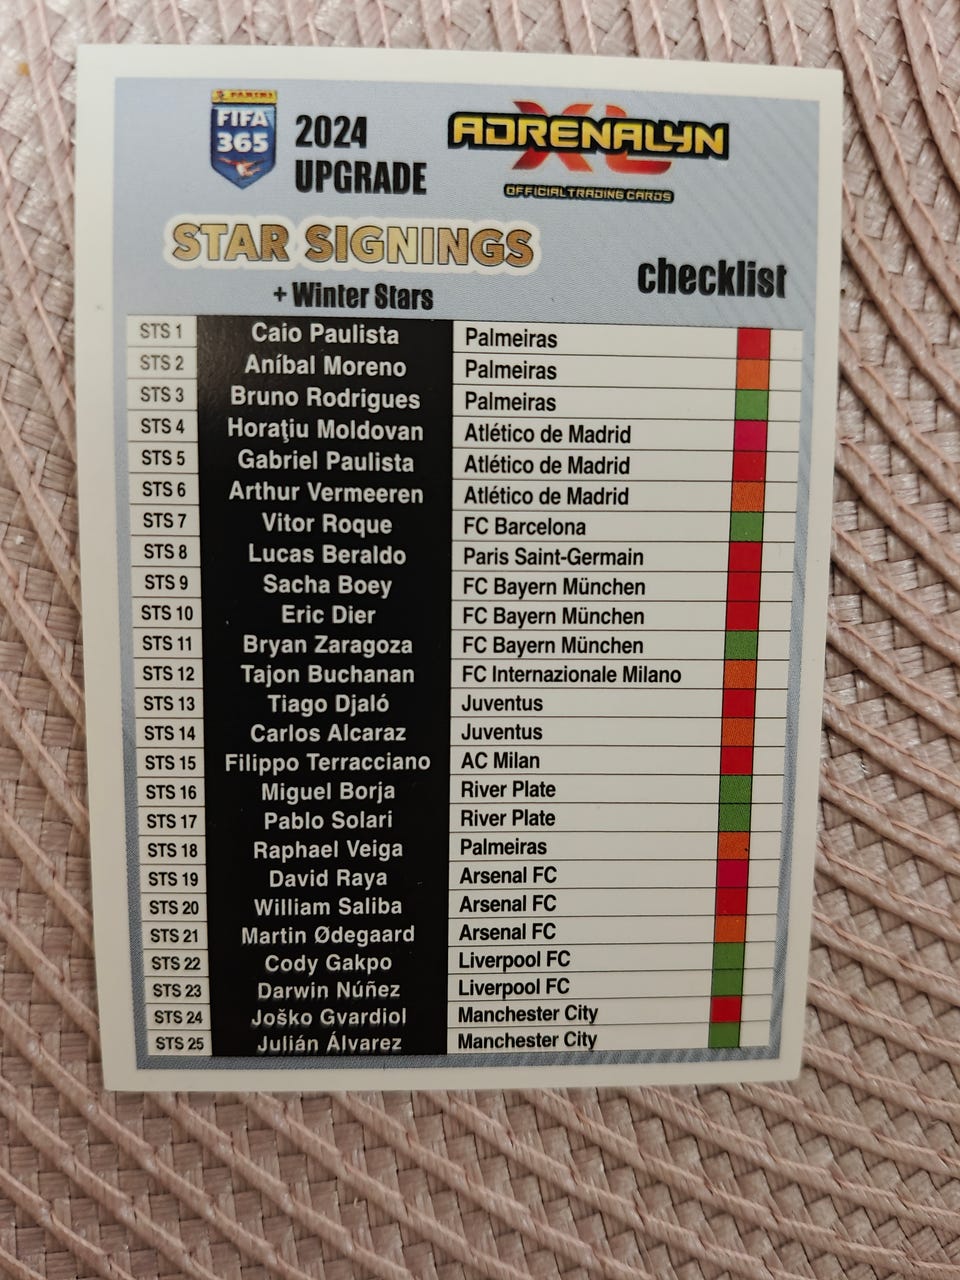 PANINI
FIFA
365
2024
UPGRADE
ADRENALYN
XL
OFFICIAL TRADING CARDS
STAR SIGNINGS
+ Winter Stars
checklist
STS 1 Caio Paulista Palmeiras
STS 2 Aníbal Moreno Palmeiras
STS 3 Bruno Rodrigues Palmeiras
STS 4 Horaţiu Moldovan Atlético de Madrid
STS 5 Gabriel Paulista Atlético de Madrid
STS 6 Arthur Vermeeren Atlético de Madrid
STS 7 Vitor Roque FC Barcelona
STS 8 Lucas Beraldo Paris Saint-Germain
STS 9 Sacha Boey FC Bayern München
STS 10 Eric Dier FC Bayern München
STS 11 Bryan Zaragoza FC Bayern München
STS 12 Tajon Buchanan FC Internazionale Milano
STS 13 Tiago Djaló Juventus
STS 14 Carlos Alcaraz Juventus
STS 15 Filippo Terracciano AC Milan
STS 16 Miguel Borja River Plate
STS 17 Pablo Solari River Plate
STS 18 Raphael Veiga Palmeiras
STS 19 David Raya Arsenal FC
STS 20 William Saliba Arsenal FC
STS 21 Martin Ødegaard Arsenal FC
STS 22 Cody Gakpo Liverpool FC
STS 23 Darwin Núñez Liverpool FC
STS 24 Joško Gvardiol Manchester City
STS 25 Julián Álvarez Manchester City